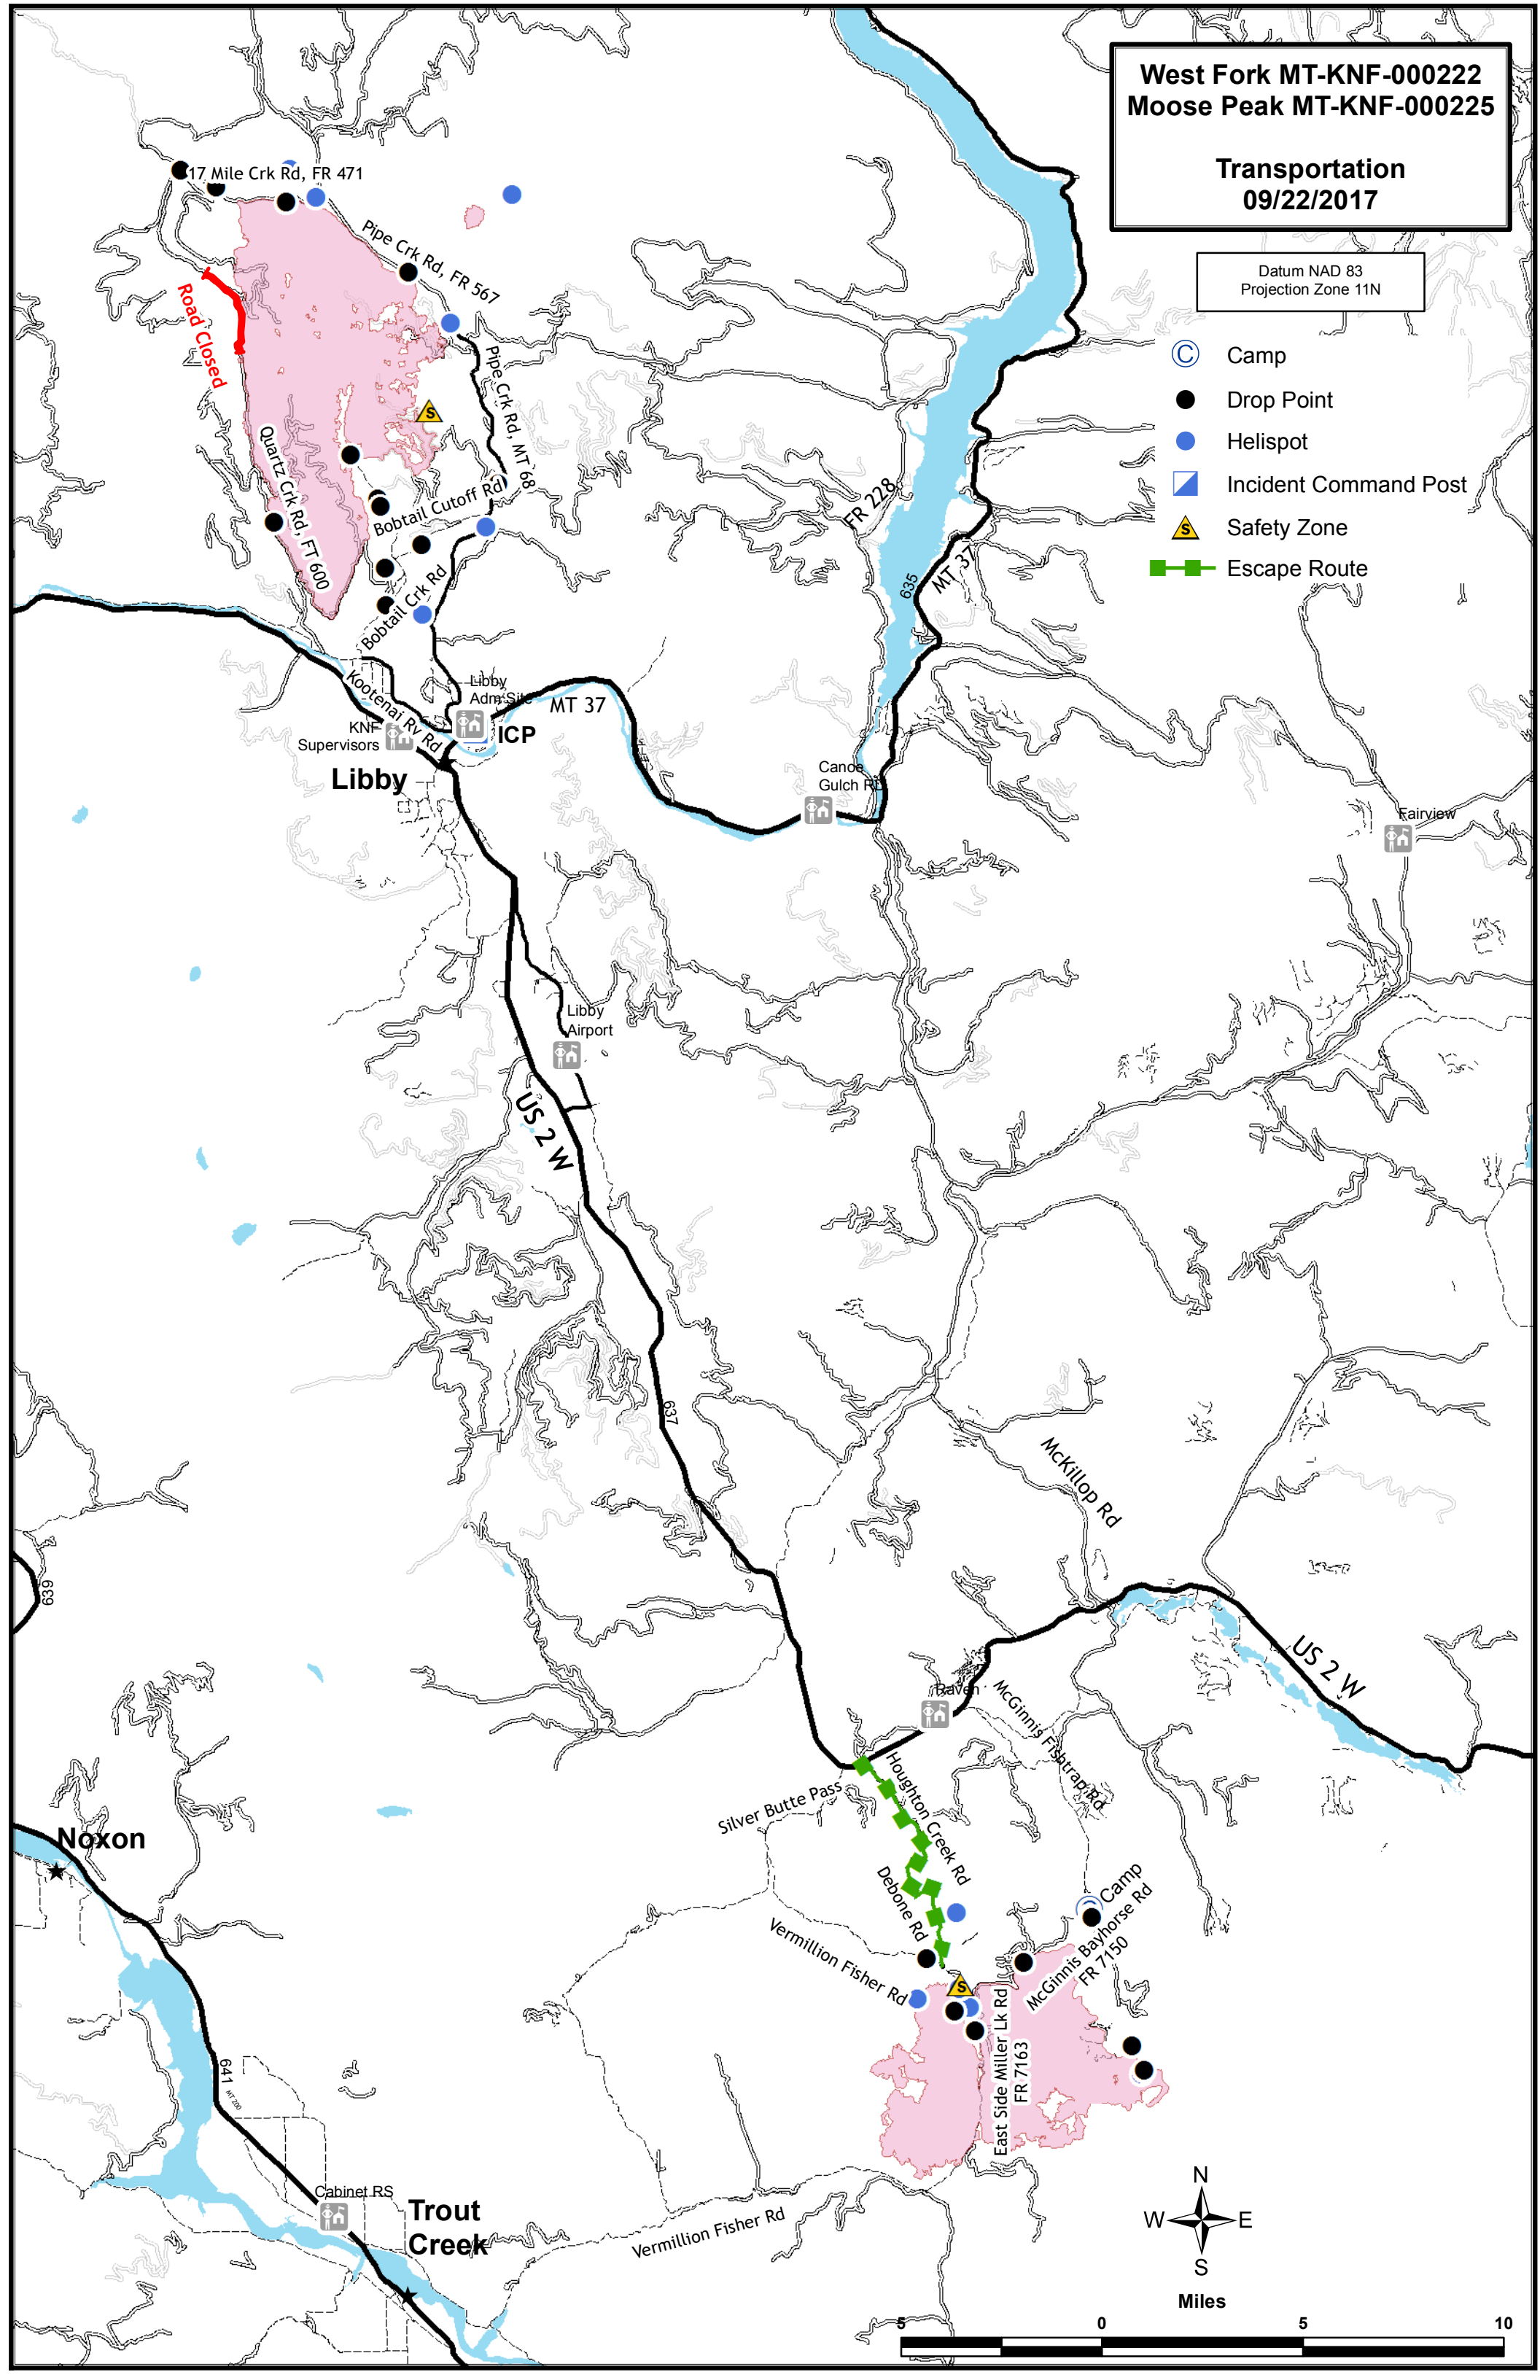 West Fork MT-KNF-000222
Moose Peak MT-KNF-000225
Transportation
09/22/2017
Datum NAD 83
Projection Zone 11N
C Camp
Drop Point
Helispot
Incident Command Post
S Safety Zone
Escape Route
17 Mile Crk Rd, FR 471
Pipe Crk Rd, FR 567
Road Closed
Pipe Crk Rd, MT 68
S
Quartz Crk Rd, FT 600
Bobtail Cutoff Rd
FR 228
635
MT 37
Bobtail Crk Rd
Kootenai Rv Rd
Libby
Adm Site
MT 37
KNF
Supervisors
ICP
Libby
Canoe
Gulch RD
Fairview
Libby
Airport
US 2 W
637
McKillop Rd
639
US 2 W
Raven
McGinnis Fishtrap Rd
Houghton Creek Rd
Silver Butte Pass
Noxon
Debone Rd
Camp
McGinnis Bayhorse Rd
FR 7150
Vermillion Fisher Rd
S
East Side Miller Lk Rd
FR 7163
641
MT 200
Cabinet RS
Trout
Creek
Vermillion Fisher Rd
N
W E
S
Miles
5 0 5 10